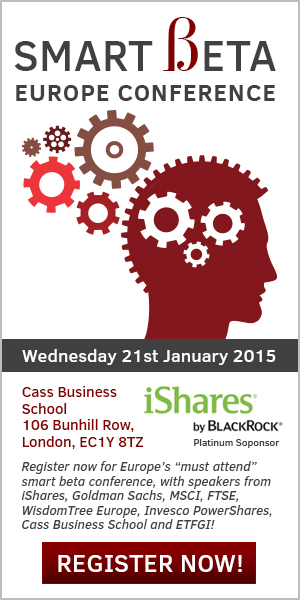 SMART βETA
EUROPE CONFERENCE
Wednesday 21st January 2015
Cass Business
School
106 Bunhill Row,
London, EC1Y 8TZ
iShares®
by BLACKROCK®
Platinum Soponsor
Register now for Europe's “must attend”
smart beta conference, with speakers from
iShares, Goldman Sachs, MSCI, FTSE,
WisdomTree Europe, Invesco PowerShares,
Cass Business School and ETFGI!
REGISTER NOW!